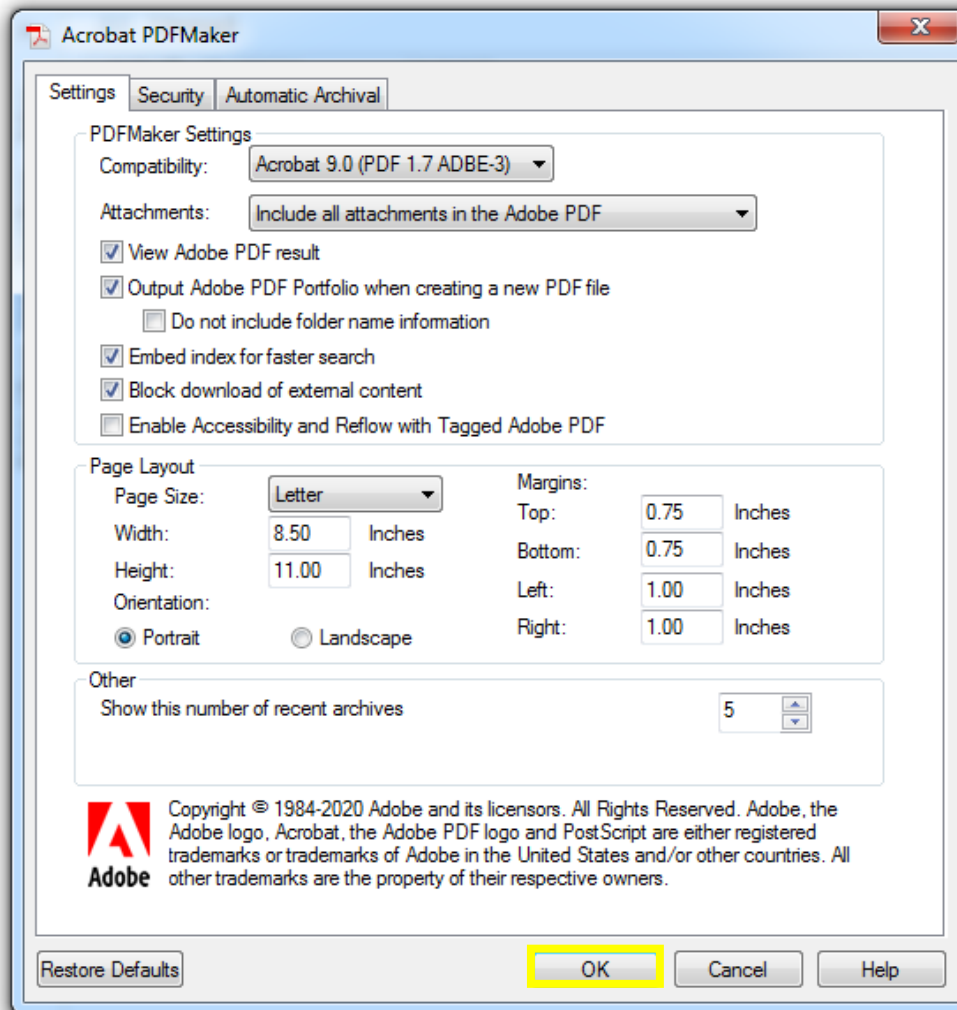 Acrobat PDFMaker
Settings Security Automatic Archival
PDFMaker Settings
Compatibility: Acrobat 9.0 (PDF 1.7 ADBE-3)
Attachments: Include all attachments in the Adobe PDF
View Adobe PDF result
Output Adobe PDF Portfolio when creating a new PDF file
Do not include folder name information
Embed index for faster search
Block download of external content
Enable Accessibility and Reflow with Tagged Adobe PDF
Page Layout
Page Size: Letter
Width: 8.50 Inches
Height: 11.00 Inches
Orientation:
Portrait Landscape
Margins:
Top: 0.75 Inches
Bottom: 0.75 Inches
Left: 1.00 Inches
Right: 1.00 Inches
Other
Show this number of recent archives 5
Adobe
Copyright © 1984-2020 Adobe and its licensors. All Rights Reserved. Adobe, the
Adobe logo, Acrobat, the Adobe PDF logo and PostScript are either registered
trademarks or trademarks of Adobe in the United States and/or other countries. All
other trademarks are the property of their respective owners.
Restore Defaults OK Cancel Help